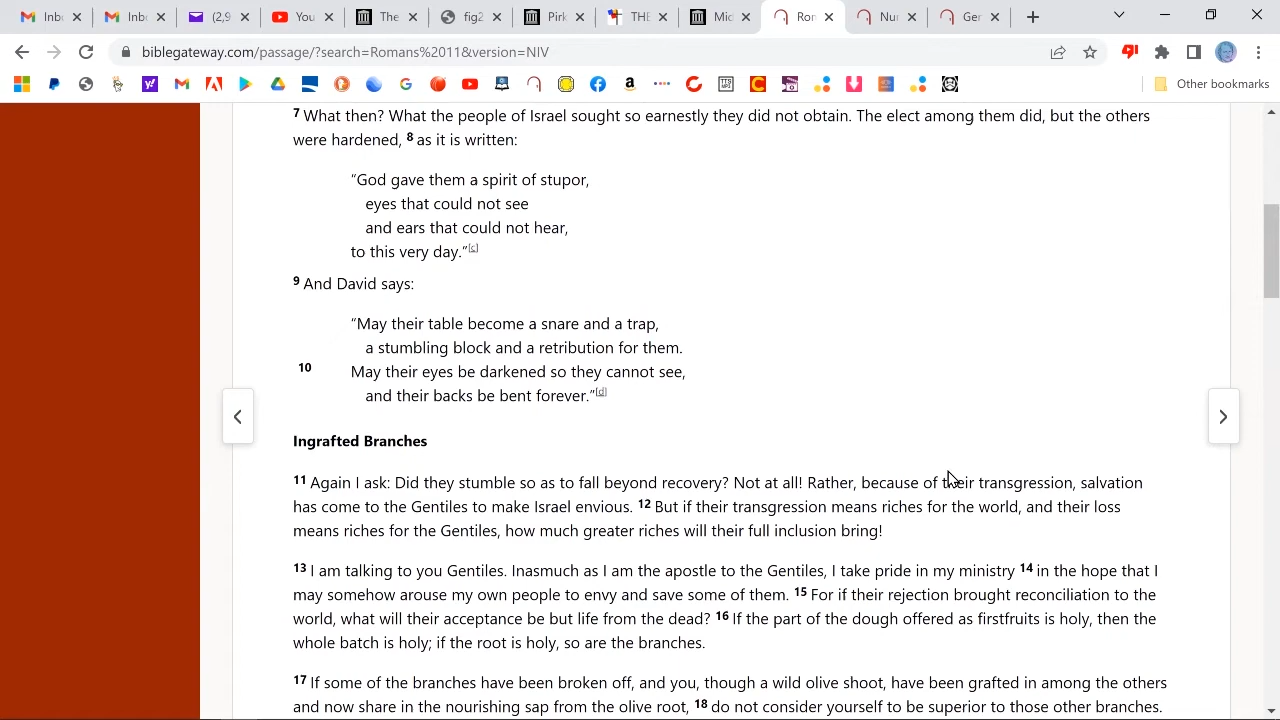 Inb
Inbo
(2,9
You
The
fig2
Pirk
THE
Mid
Rom
Nur
Ger
biblegateway.com/passage/?search=Romans%2011&version=NIV
Other bookmarks
7 What then? What the people of Israel sought so earnestly they did not obtain. The elect among them did, but the others
were hardened, 8 as it is written:
“God gave them a spirit of stupor,
eyes that could not see
and ears that could not hear,
to this very day.”[c]
9 And David says:
“May their table become a snare and a trap,
a stumbling block and a retribution for them.
10 May their eyes be darkened so they cannot see,
and their backs be bent forever.”[d]
Ingrafted Branches
11 Again I ask: Did they stumble so as to fall beyond recovery? Not at all! Rather, because of their transgression, salvation
has come to the Gentiles to make Israel envious. 12 But if their transgression means riches for the world, and their loss
means riches for the Gentiles, how much greater riches will their full inclusion bring!
13 I am talking to you Gentiles. Inasmuch as I am the apostle to the Gentiles, I take pride in my ministry 14 in the hope that I
may somehow arouse my own people to envy and save some of them. 15 For if their rejection brought reconciliation to the
world, what will their acceptance be but life from the dead? 16 If the part of the dough offered as firstfruits is holy, then the
whole batch is holy; if the root is holy, so are the branches.
17 If some of the branches have been broken off, and you, though a wild olive shoot, have been grafted in among the others
and now share in the nourishing sap from the olive root, 18 do not consider yourself to be superior to those other branches.